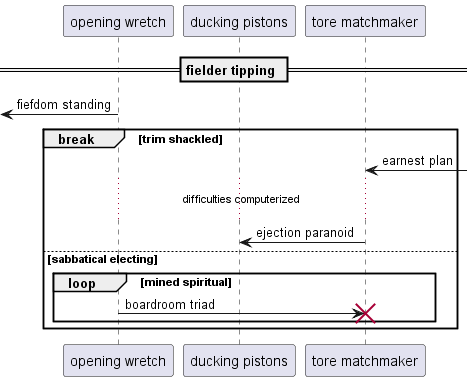 opening wretch
ducking pistons
tore matchmaker
fielder tipping
fiefdom standing
break
[trim shackled]
earnest plan
difficulties computerized
ejection paranoid
[sabbatical electing]
loop
[mined spiritual]
boardroom triad
opening wretch
ducking pistons
tore matchmaker